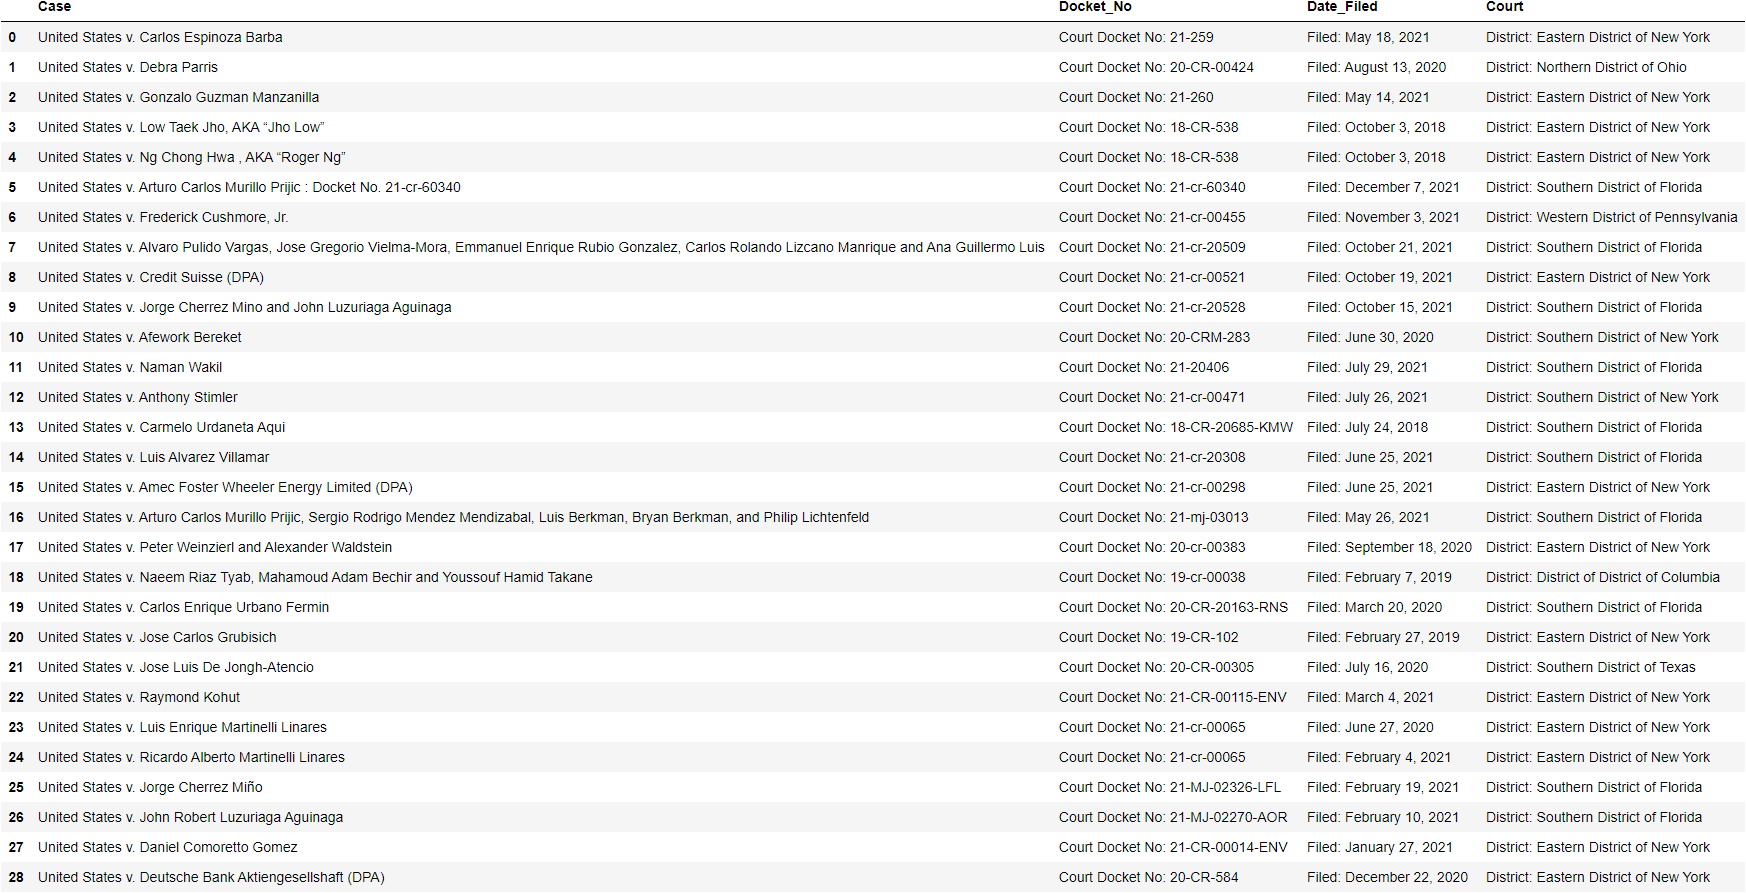 Case Docket_No Date_Filed Court
0 United States v. Carlos Espinoza Barba Court Docket No: 21-259 Filed: May 18, 2021 District: Eastern District of New York
1 United States v. Debra Parris Court Docket No: 20-CR-00424 Filed: August 13, 2020 District: Northern District of Ohio
2 United States v. Gonzalo Guzman Manzanilla Court Docket No: 21-260 Filed: May 14, 2021 District: Eastern District of New York
3 United States v. Low Taek Jho, AKA “Jho Low” Court Docket No: 18-CR-538 Filed: October 3, 2018 District: Eastern District of New York
4 United States v. Ng Chong Hwa , AKA “Roger Ng” Court Docket No: 18-CR-538 Filed: October 3, 2018 District: Eastern District of New York
5 United States v. Arturo Carlos Murillo Prijic : Docket No. 21-cr-60340 Court Docket No: 21-cr-60340 Filed: December 7, 2021 District: Southern District of Florida
6 United States v. Frederick Cushmore, Jr. Court Docket No: 21-cr-00455 Filed: November 3, 2021 District: Western District of Pennsylvania
7 United States v. Alvaro Pulido Vargas, Jose Gregorio Vielma-Mora, Emmanuel Enrique Rubio Gonzalez, Carlos Rolando Lizcano Manrique and Ana Guillermo Luis Court Docket No: 21-cr-20509 Filed: October 21, 2021 District: Southern District of Florida
8 United States v. Credit Suisse (DPA) Court Docket No: 21-cr-00521 Filed: October 19, 2021 District: Eastern District of New York
9 United States v. Jorge Cherrez Mino and John Luzuriaga Aguinaga Court Docket No: 21-cr-20528 Filed: October 15, 2021 District: Southern District of Florida
10 United States v. Afework Bereket Court Docket No: 20-CRM-283 Filed: June 30, 2020 District: Southern District of New York
11 United States v. Naman Wakil Court Docket No: 21-20406 Filed: July 29, 2021 District: Southern District of Florida
12 United States v. Anthony Stimler Court Docket No: 21-cr-00471 Filed: July 26, 2021 District: Southern District of New York
13 United States v. Carmelo Urdaneta Aqui Court Docket No: 18-CR-20685-KMW Filed: July 24, 2018 District: Southern District of Florida
14 United States v. Luis Alvarez Villamar Court Docket No: 21-cr-20308 Filed: June 25, 2021 District: Southern District of Florida
15 United States v. Amec Foster Wheeler Energy Limited (DPA) Court Docket No: 21-cr-00298 Filed: June 25, 2021 District: Eastern District of New York
16 United States v. Arturo Carlos Murillo Prijic, Sergio Rodrigo Mendez Mendizabal, Luis Berkman, Bryan Berkman, and Philip Lichtenfeld Court Docket No: 21-mj-03013 Filed: May 26, 2021 District: Southern District of Florida
17 United States v. Peter Weinzierl and Alexander Waldstein Court Docket No: 20-cr-00383 Filed: September 18, 2020 District: Eastern District of New York
18 United States v. Naeem Riaz Tyab, Mahamoud Adam Bechir and Youssouf Hamid Takane Court Docket No: 19-cr-00038 Filed: February 7, 2019 District: District of District of Columbia
19 United States v. Carlos Enrique Urbano Fermin Court Docket No: 20-CR-20163-RNS Filed: March 20, 2020 District: Southern District of Florida
20 United States v. Jose Carlos Grubisich Court Docket No: 19-CR-102 Filed: February 27, 2019 District: Eastern District of New York
21 United States v. Jose Luis De Jongh-Atencio Court Docket No: 20-CR-00305 Filed: July 16, 2020 District: Southern District of Texas
22 United States v. Raymond Kohut Court Docket No: 21-CR-00115-ENV Filed: March 4, 2021 District: Eastern District of New York
23 United States v. Luis Enrique Martinelli Linares Court Docket No: 21-cr-00065 Filed: June 27, 2020 District: Eastern District of New York
24 United States v. Ricardo Alberto Martinelli Linares Court Docket No: 21-cr-00065 Filed: February 4, 2021 District: Eastern District of New York
25 United States v. Jorge Cherrez Miño Court Docket No: 21-MJ-02326-LFL Filed: February 19, 2021 District: Southern District of Florida
26 United States v. John Robert Luzuriaga Aguinaga Court Docket No: 21-MJ-02270-AOR Filed: February 10, 2021 District: Southern District of Florida
27 United States v. Daniel Comoretto Gomez Court Docket No: 21-CR-00014-ENV Filed: January 27, 2021 District: Eastern District of New York
28 United States v. Deutsche Bank Aktiengesellshaft (DPA) Court Docket No: 20-CR-584 Filed: December 22, 2020 District: Eastern District of New York